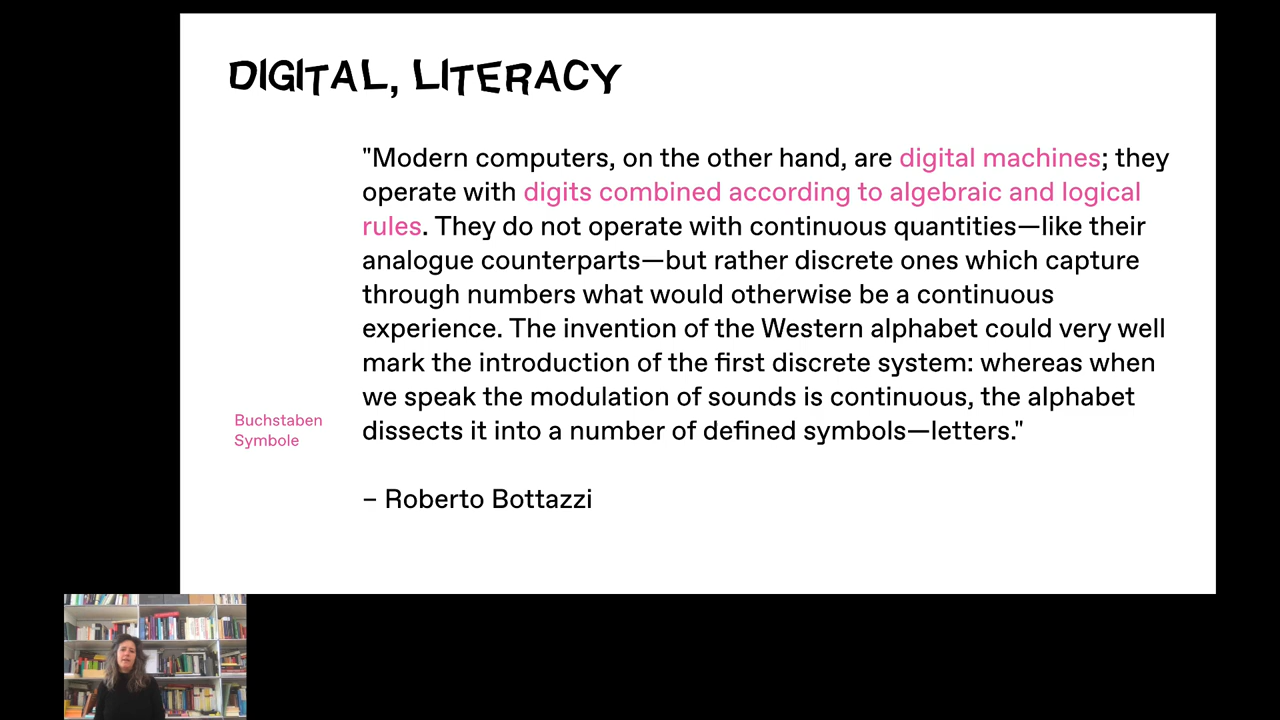 DIGITAL, LITERACY
"Modern computers, on the other hand, are digital machines; they
operate with digits combined according to algebraic and logical
rules. They do not operate with continuous quantities—like their
analogue counterparts—but rather discrete ones which capture
through numbers what would otherwise be a continuous
experience. The invention of the Western alphabet could very well
mark the introduction of the first discrete system: whereas when
we speak the modulation of sounds is continuous, the alphabet
dissects it into a number of defined symbols—letters."
Buchstaben
Symbole
– Roberto Bottazzi